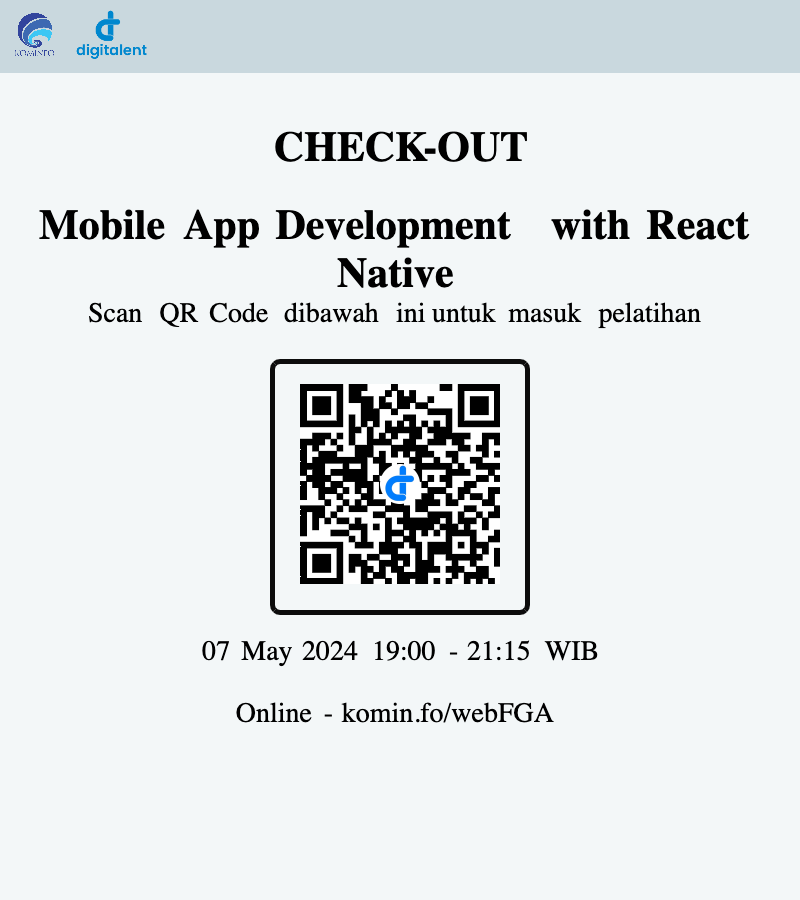 KOMINFO
digitalent
CHECK-OUT
Mobile App Development with React
Native
Scan QR Code dibawah ini untuk masuk pelatihan
07 May 2024 19:00 - 21:15 WIB
Online - komin.fo/webFGA